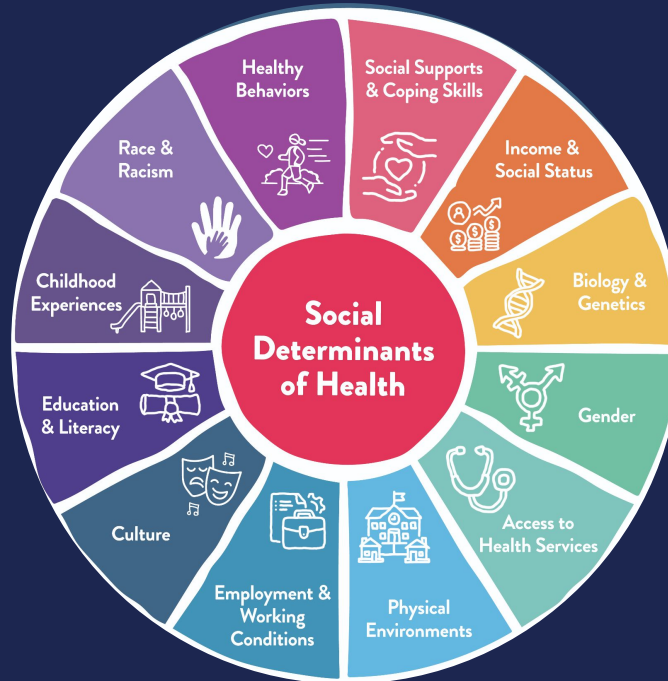 Social
Determinants
of Health
Healthy
Behaviors
Social Supports
& Coping Skills
Income &
Social Status
Biology &
Genetics
Gender
Access to
Health Services
Physical
Environments
Employment &
Working
Conditions
Culture
Education
& Literacy
Childhood
Experiences
Race &
Racism